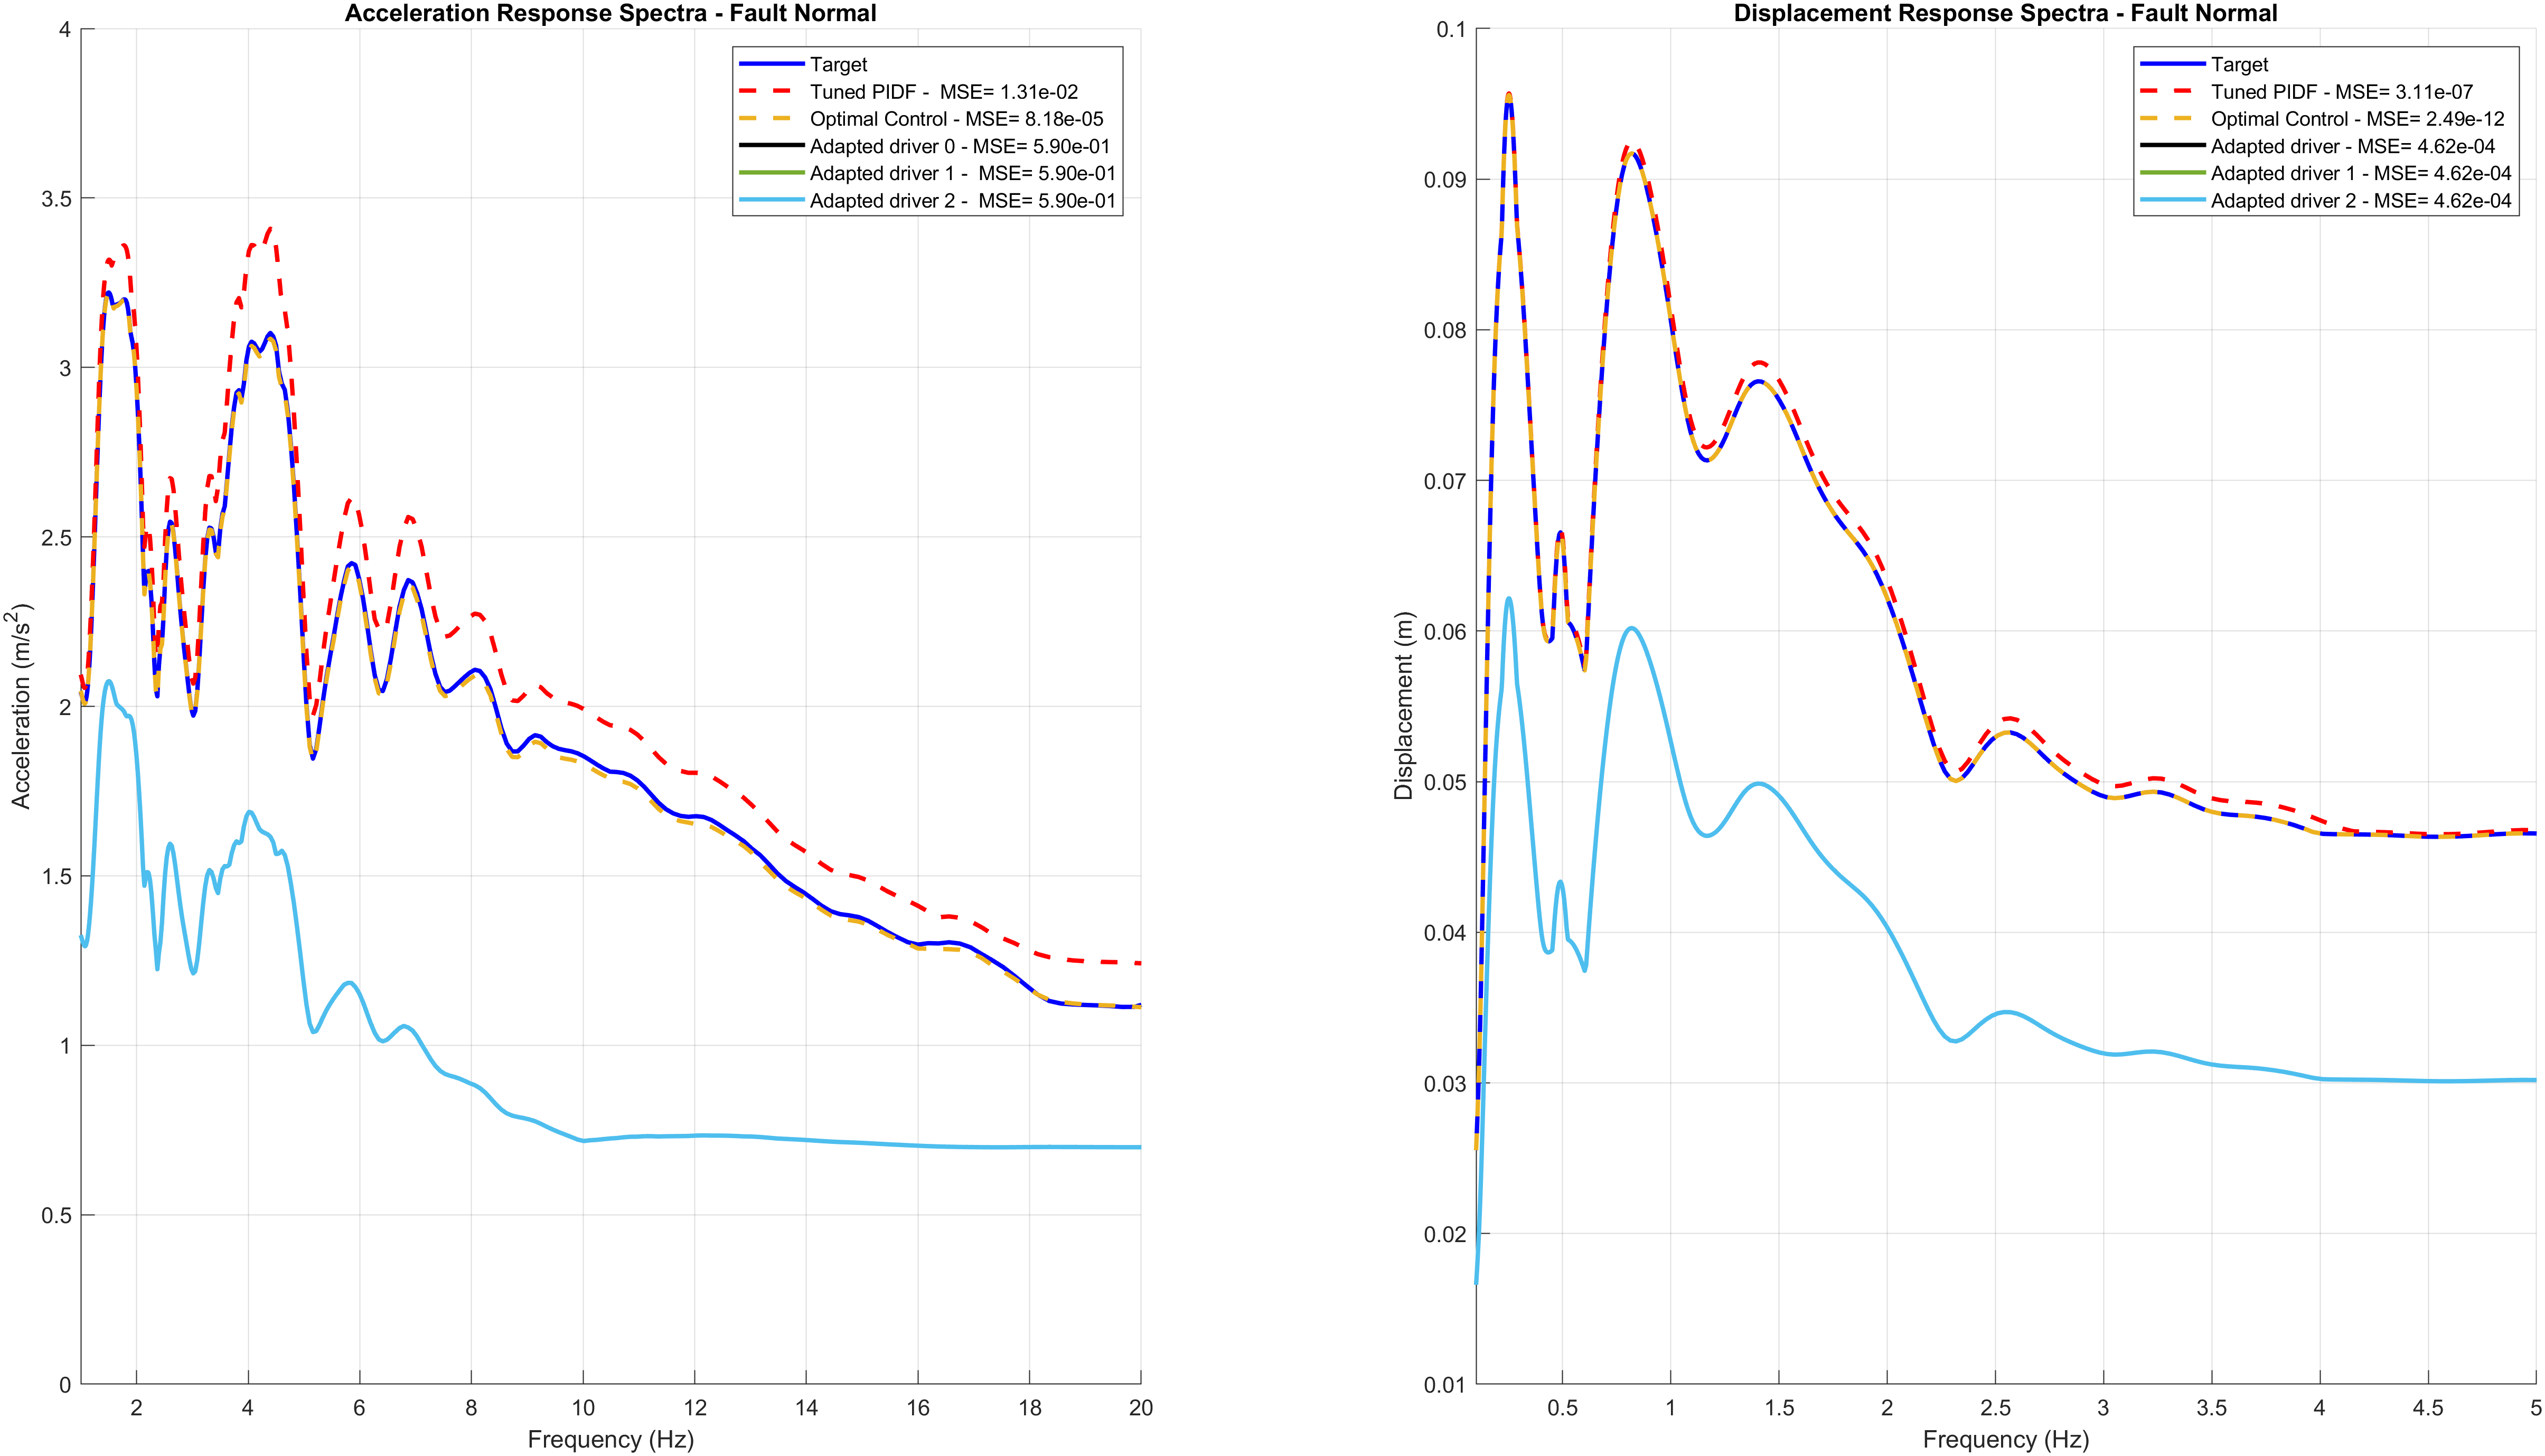 Acceleration Response Spectra - Fault Normal
4
3.5
3
2.5
2
1.5
1
0.5
0
Acceleration (m/s²)
Target
Tuned PIDF -  MSE= 1.31e-02
Optimal Control - MSE= 8.18e-05
Adapted driver 0 - MSE= 5.90e-01
Adapted driver 1 -  MSE= 5.90e-01
Adapted driver 2 -  MSE= 5.90e-01
2 4 6 8 10 12 14 16 18 20
Frequency (Hz)
Displacement Response Spectra - Fault Normal
0.1
0.09
0.08
0.07
0.06
0.05
0.04
0.03
0.02
0.01
Displacement (m)
Target
Tuned PIDF - MSE= 3.11e-07
Optimal Control - MSE= 2.49e-12
Adapted driver - MSE= 4.62e-04
Adapted driver 1 - MSE= 4.62e-04
Adapted driver 2 - MSE= 4.62e-04
0.5 1 1.5 2 2.5 3 3.5 4 4.5 5
Frequency (Hz)